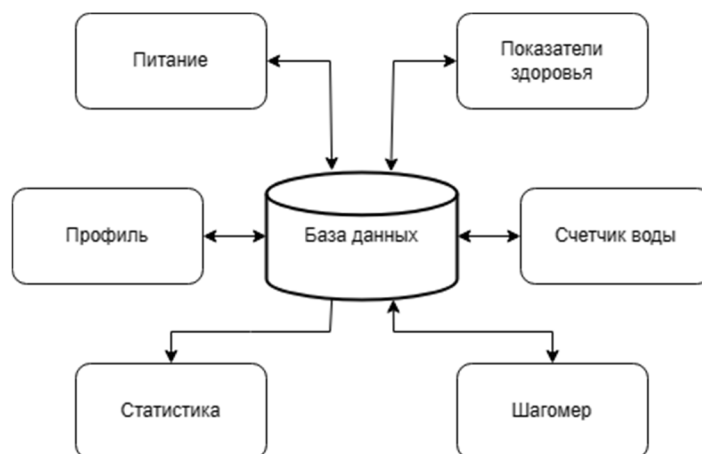 Питание
Показатели
здоровья
Профиль
База данных
Счетчик воды
Статистика
Шагомер